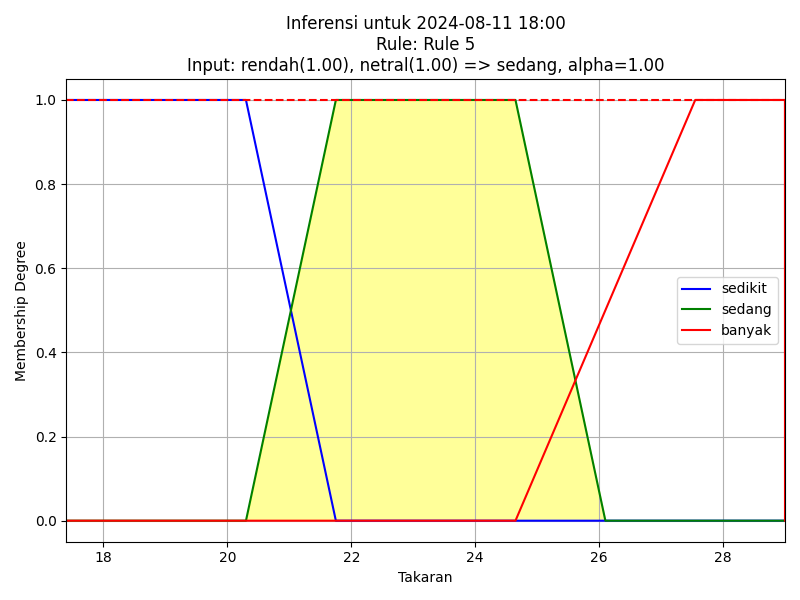 Inferensi untuk 2024-08-11 18:00
Rule: Rule 5
Input: rendah(1.00), netral(1.00) => sedang, alpha=1.00
Membership Degree
1.0
0.8
0.6
0.4
0.2
0.0
sedikit
sedang
banyak
18 20 22 24 26 28
Takaran